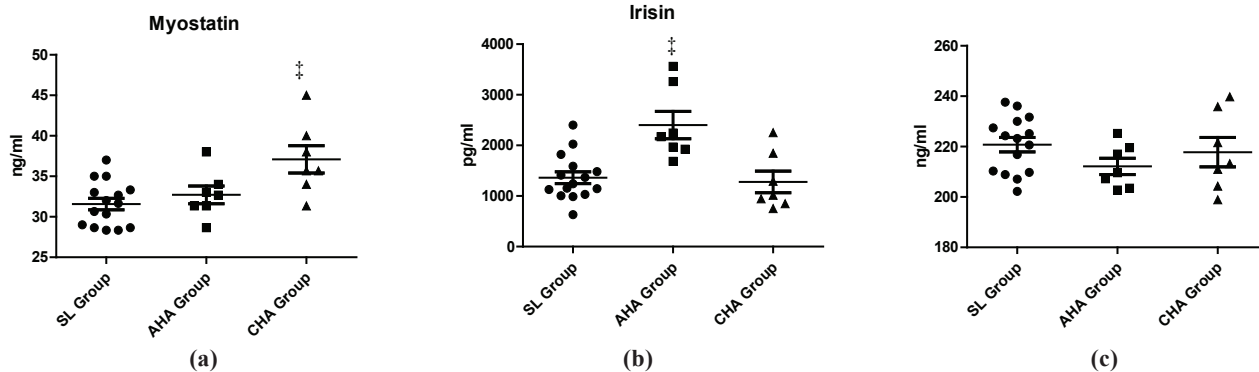 Myostatin
‡
50
45
40
35
30
25
ng/ml
SL Group
AHA Group
CHA Group
(a)
Irisin
‡
4000
3000
2000
1000
0
pg/ml
SL Group
AHA Group
CHA Group
(b)
260
240
220
200
180
ng/ml
SL Group
AHA Group
CHA Group
(c)